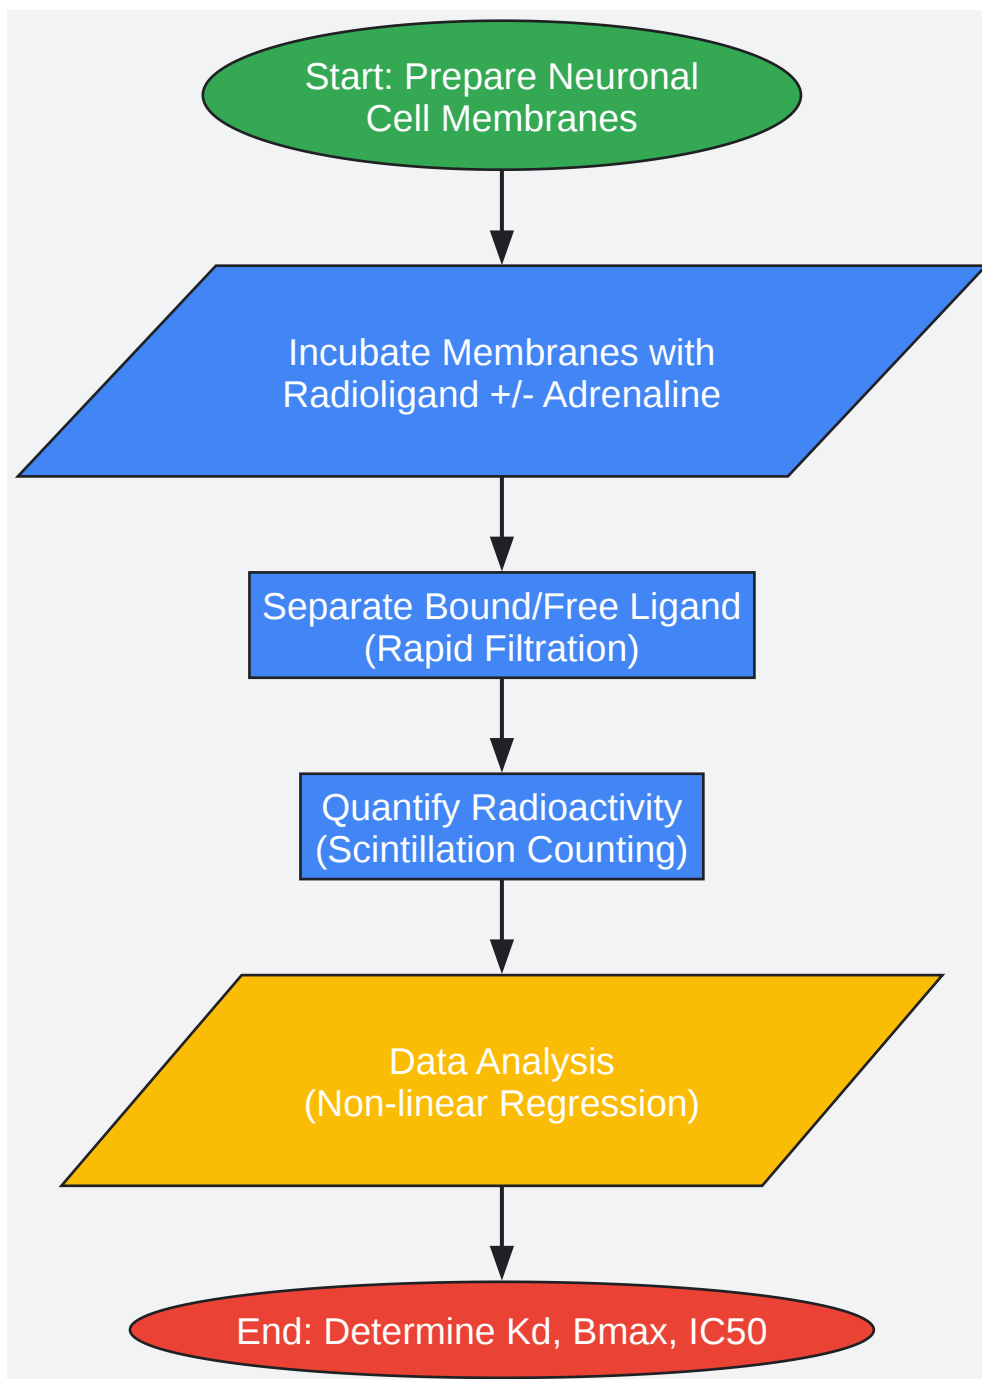 Start: Prepare Neuronal
Cell Membranes
Incubate Membranes with
Radioligand +/- Adrenaline
Separate Bound/Free Ligand
(Rapid Filtration)
Quantify Radioactivity
(Scintillation Counting)
Data Analysis
(Non-linear Regression)
End: Determine Kd, Bmax, IC50